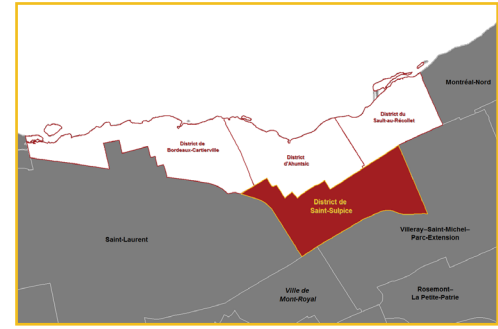 Montréal-Nord
District du
Sault-au-Récollet
District de
Bordeaux-Cartierville
District
d'Ahuntsic
District de
Saint-Sulpice
Saint-Laurent
Villeray–Saint-Michel–
Parc-Extension
Ville de
Mont-Royal
Rosemont–
La Petite-Patrie